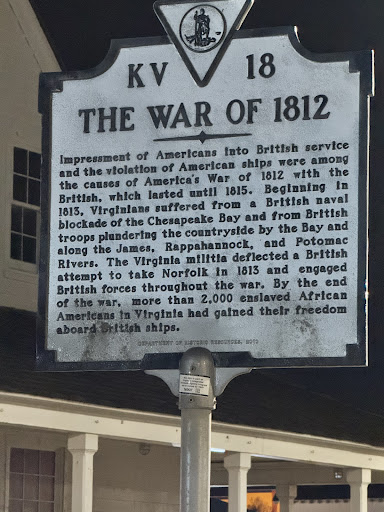 KV 18
THE WAR OF 1812
Impressment of Americans into British service
and the violation of American ships were among
the causes of America's War of 1812 with the
British, which lasted until 1815. Beginning in
1813, Virginians suffered from a British naval
blockade of the Chesapeake Bay and from British
troops plundering the countryside by the Bay and
along the James, Rappahannock, and Potomac
Rivers. The Virginia militia deflected a British
attempt to take Norfolk in 1813 and engaged
British forces throughout the war. By the end
of the war, more than 2,000 enslaved African
Americans in Virginia had gained their freedom
aboard British ships.
DEPARTMENT OF HISTORIC RESOURCES,